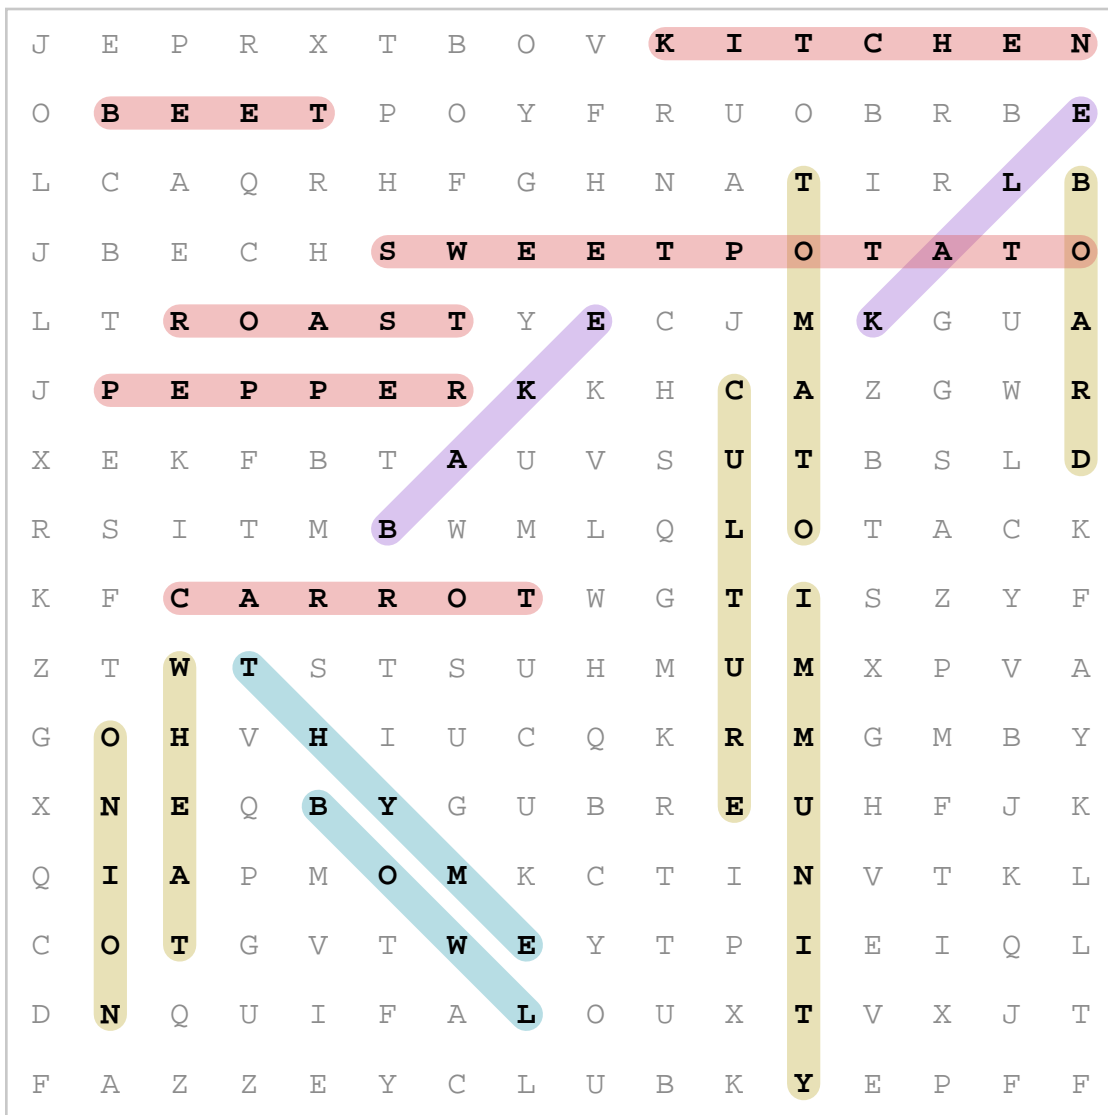 J E P R X T B O V K I T C H E N
O B E E T P O Y F R U O B R B E
L C A Q R H F G H N A T I R L B
J B E C H S W E E T P O T A T O
L T R O A S T Y E C J M K G U A
J P E P P E R K K H C A Z G W R
X E K F B T A U V S U T B S L D
R S I T M B W M L Q L O T A C K
K F C A R R O T W G T I S Z Y F
Z T W T S T S U H M U M X P V A
G O H V H I U C Q K R M G M B Y
X N E Q B Y G U B R E U H F J K
Q I A P M O M K C T I N V T K L
C O T G V T W E Y T P I E I Q L
D N Q U I F A L O U X T V X J T
F A Z Z E Y C L U B K Y E P F F